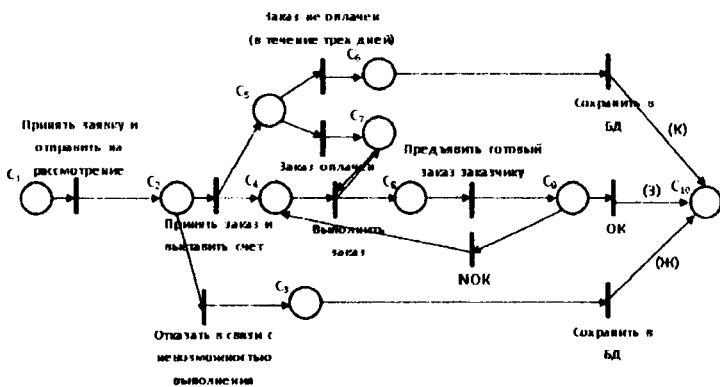 Заказ не оплачен
(в течение трех дней)
C6
C5
C7
Сохранить в
БД
(К)
Принять заявку и
отправить на
рассмотрение
Заказ оплачен
Предъявить готовый
заказ заказчику
C1
C2
C4
C8
C9
(З)
C10
Принять заказ и
выставить счет
Выполнить
заказ
ОК
NOK
(Ж)
C3
Отказать в связи с
невозможностью
выполнения
Сохранить в
БД